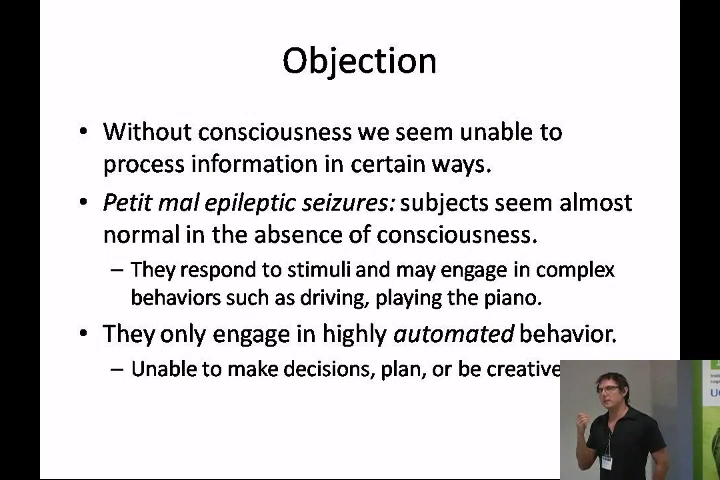 Objection
• Without consciousness we seem unable to
process information in certain ways.
• Petit mal epileptic seizures: subjects seem almost
normal in the absence of consciousness.
– They respond to stimuli and may engage in complex
behaviors such as driving, playing the piano.
• They only engage in highly automated behavior.
– Unable to make decisions, plan, or be creative